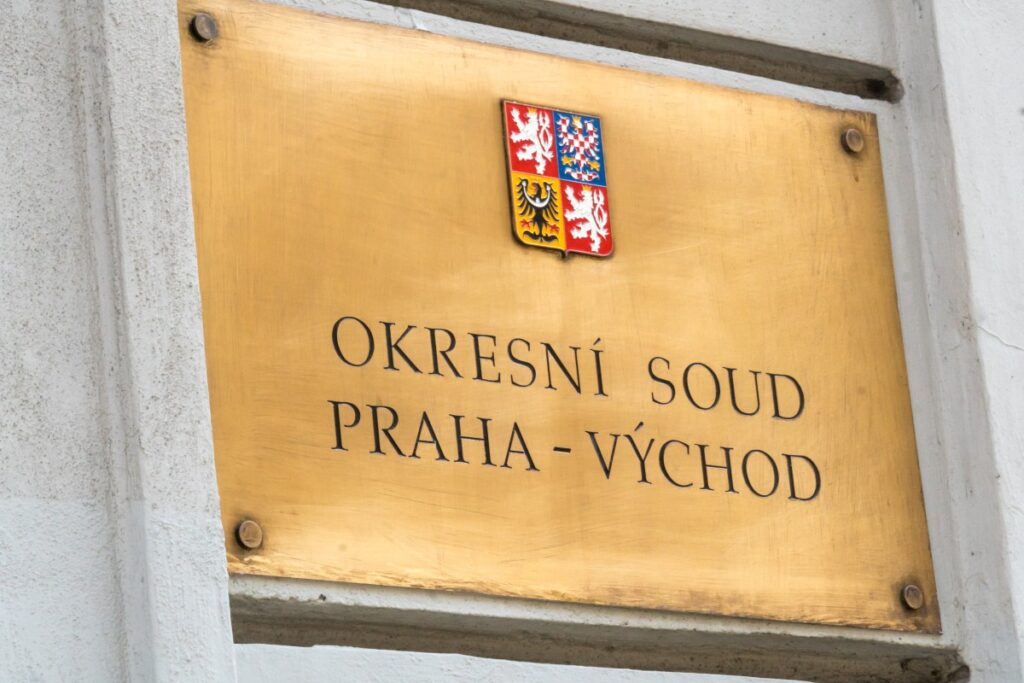 OKRESNÍ SOUD
PRAHA - VÝCHOD